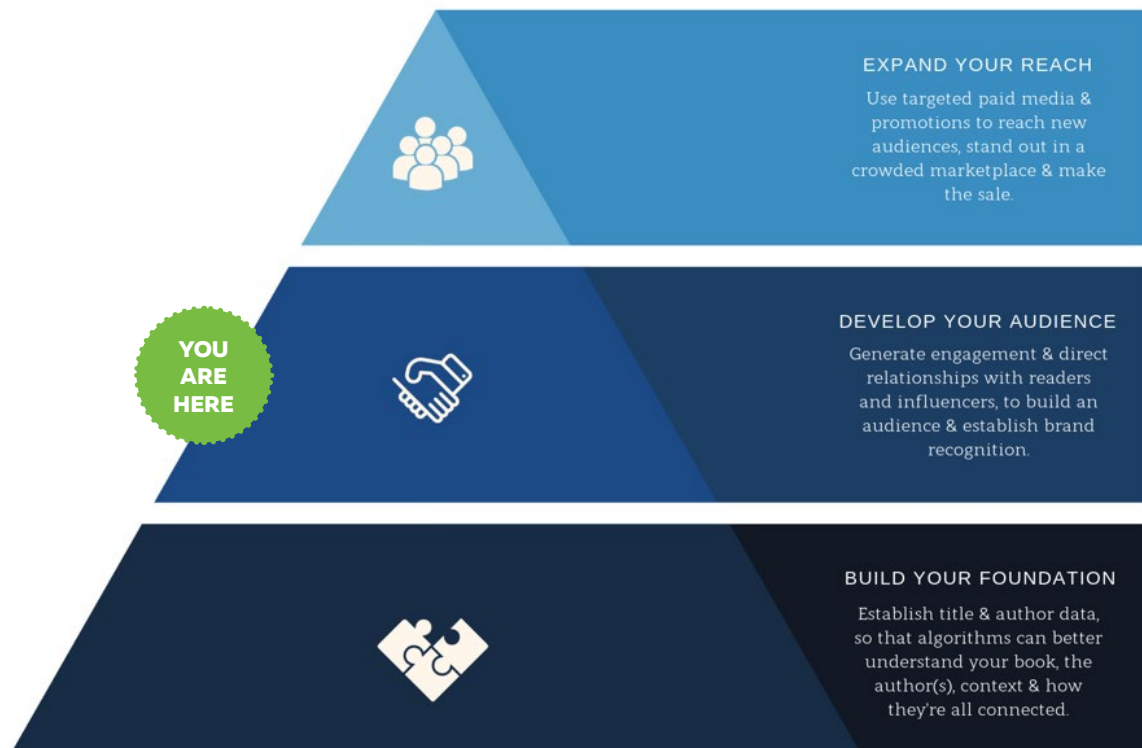 EXPAND YOUR REACH
Use targeted paid media &
promotions to reach new
audiences, stand out in a
crowded marketplace & make
the sale.
YOU
ARE
HERE
DEVELOP YOUR AUDIENCE
Generate engagement & direct
relationships with readers
and influencers, to build an
audience & establish brand
recognition.
BUILD YOUR FOUNDATION
Establish title & author data,
so that algorithms can better
understand your book, the
author(s), context & how
they're all connected.